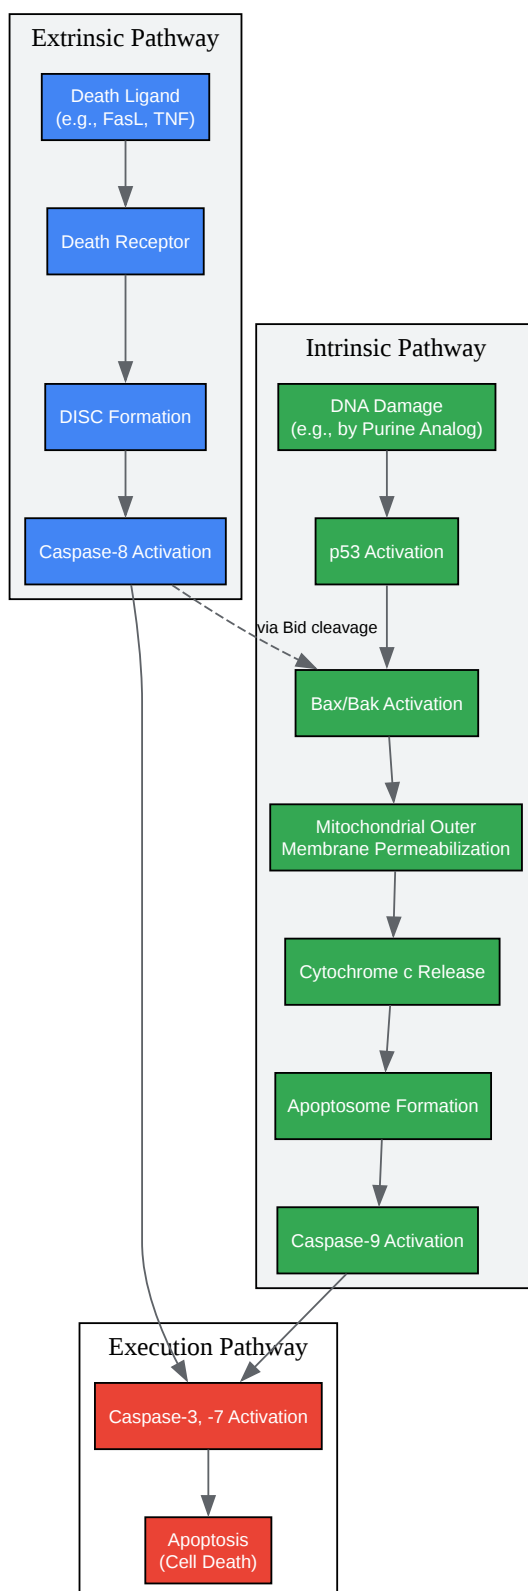 Extrinsic Pathway
Death Ligand
(e.g., FasL, TNF)
Death Receptor
DISC Formation
Caspase-8 Activation
Intrinsic Pathway
DNA Damage
(e.g., by Purine Analog)
p53 Activation
via Bid cleavage
Bax/Bak Activation
Mitochondrial Outer
Membrane Permeabilization
Cytochrome c Release
Apoptosome Formation
Caspase-9 Activation
Execution Pathway
Caspase-3, -7 Activation
Apoptosis
(Cell Death)